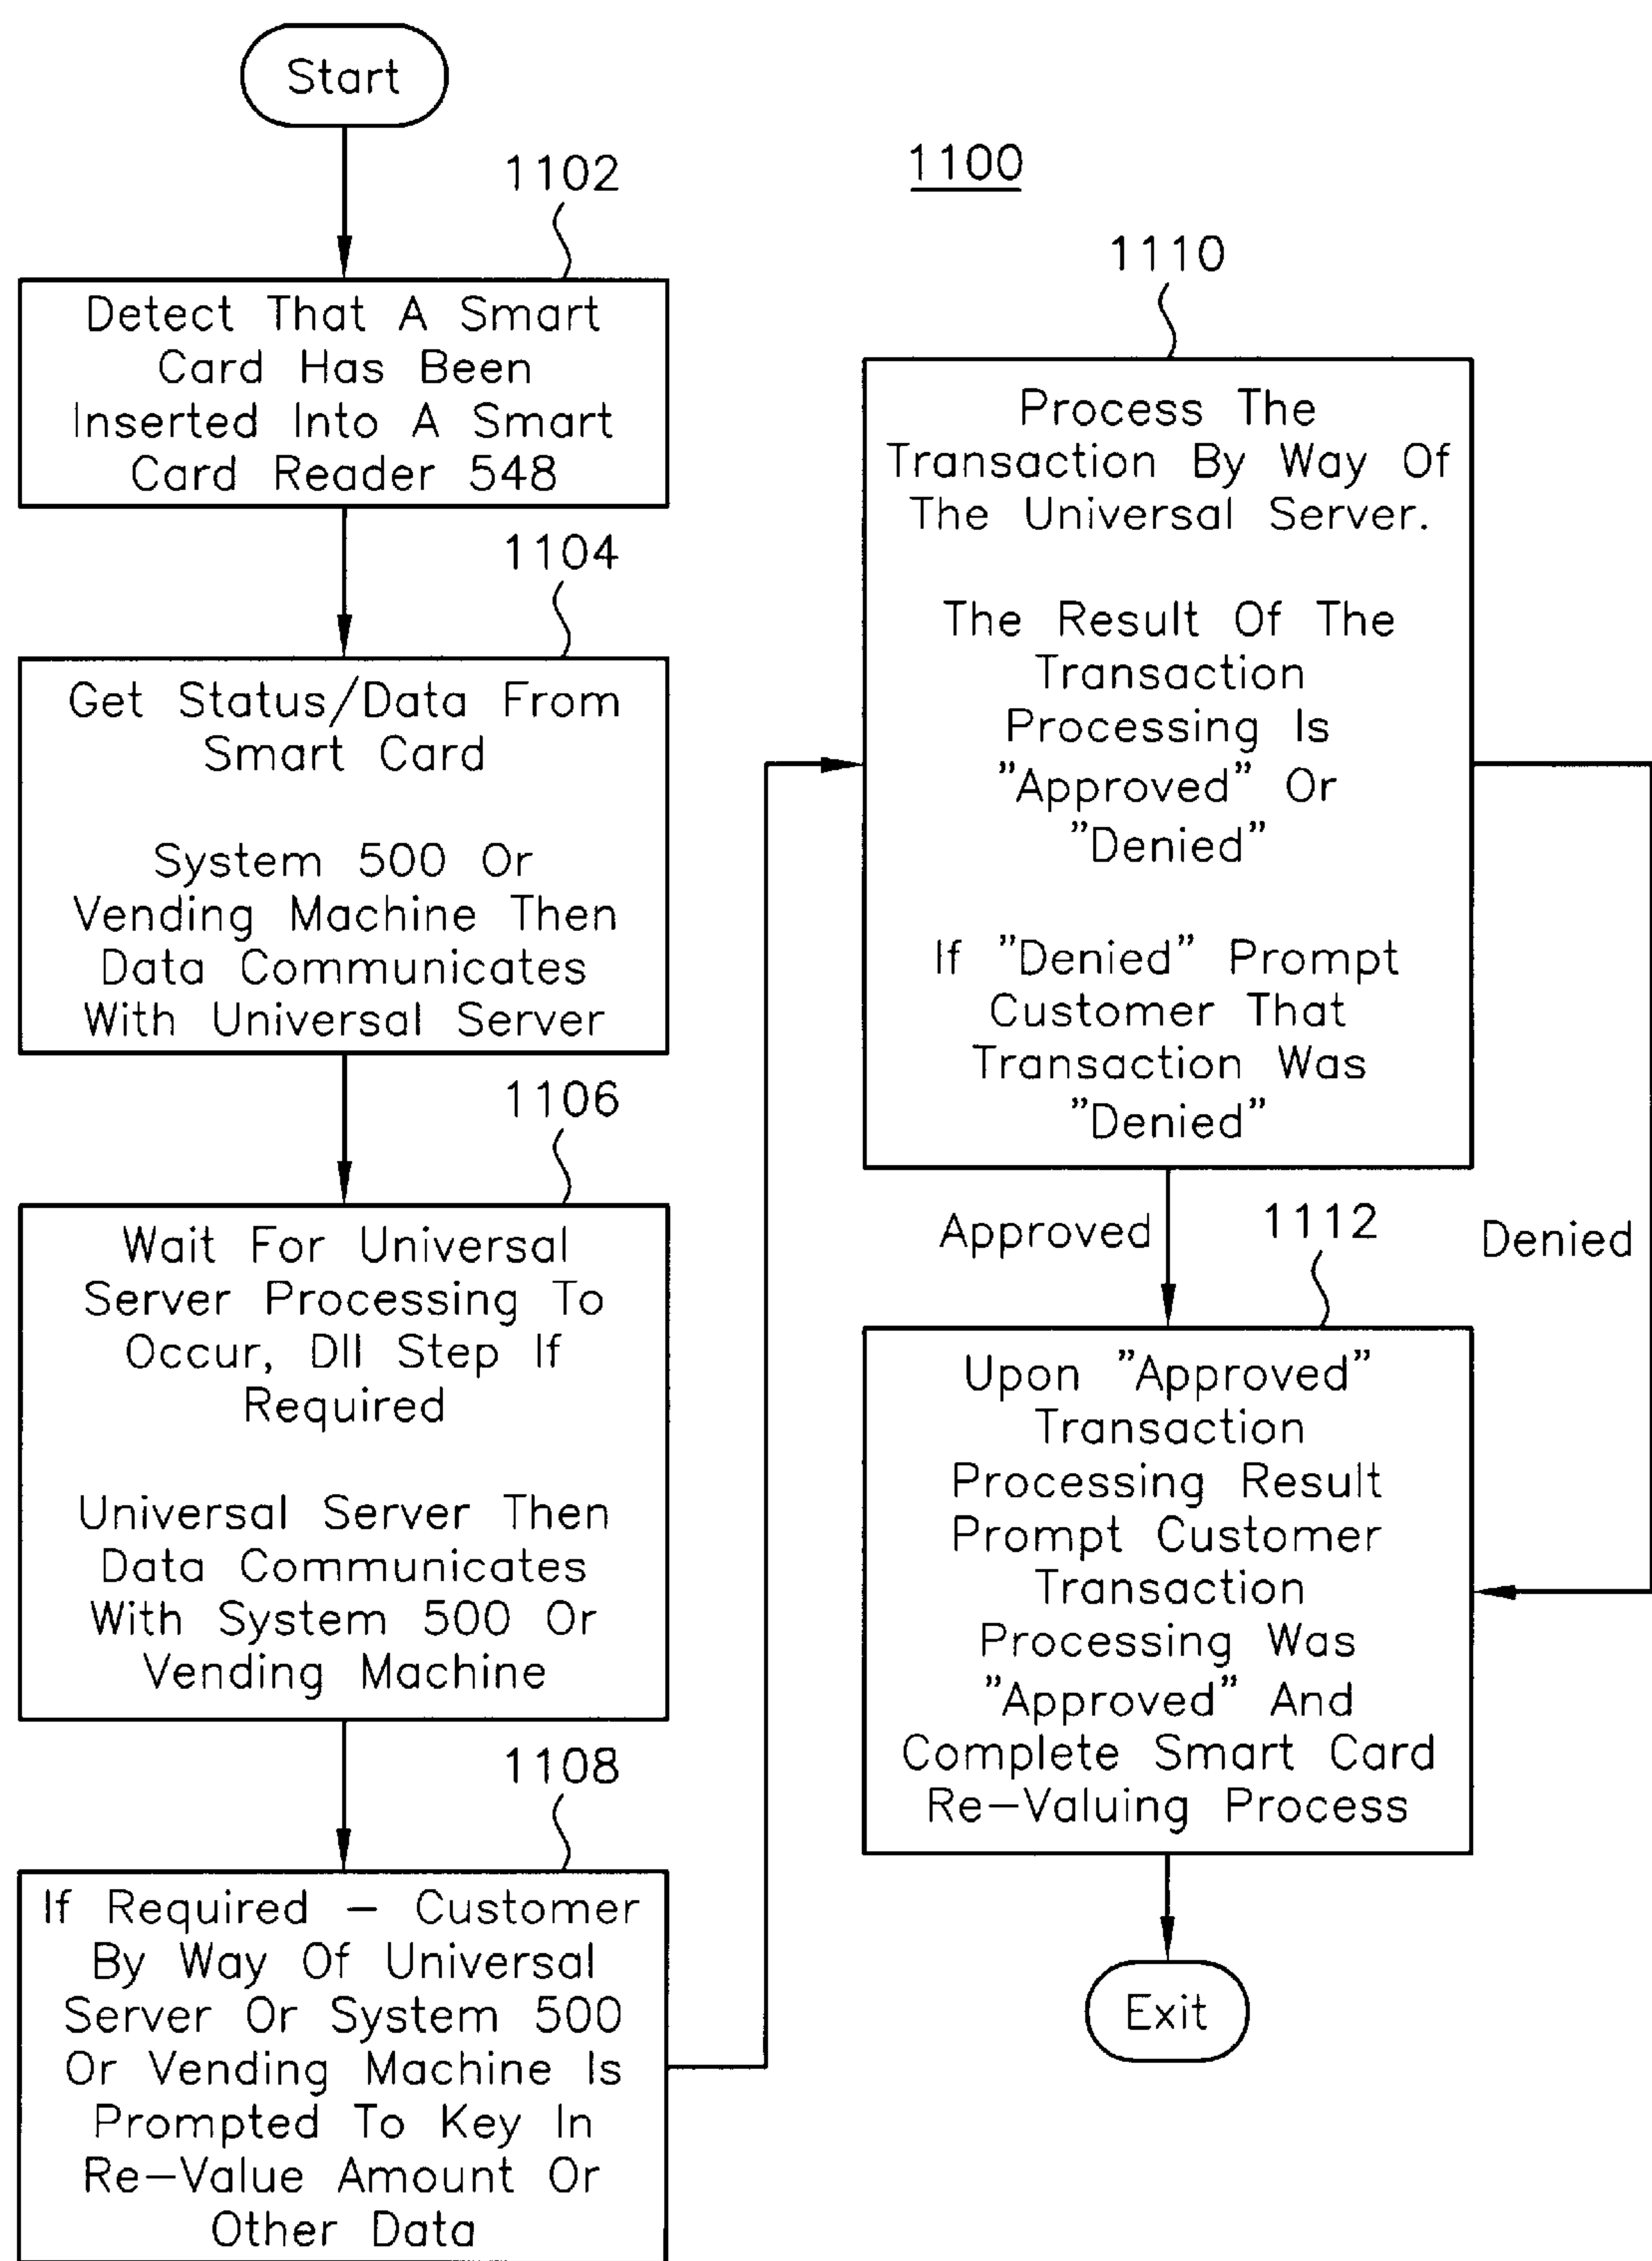 Start
1102
Detect That A Smart
Card Has Been
Inserted Into A Smart
Card Reader 548
1104
Get Status/Data From
Smart Card
System 500 Or
Vending Machine Then
Data Communicates
With Universal Server
1106
Wait For Universal
Server Processing To
Occur, DII Step If
Required
Universal Server Then
Data Communicates
With System 500 Or
Vending Machine
1108
If Required – Customer
By Way Of Universal
Server Or System 500
Or Vending Machine Is
Prompted To Key In
Re–Value Amount Or
Other Data
1100
1110
Process The
Transaction By Way Of
The Universal Server.
The Result Of The
Transaction
Processing Is
"Approved" Or
"Denied"
If "Denied" Prompt
Customer That
Transaction Was
"Denied"
Approved
1112
Denied
Upon "Approved"
Transaction
Processing Result
Prompt Customer
Transaction
Processing Was
"Approved" And
Complete Smart Card
Re–Valuing Process
Exit